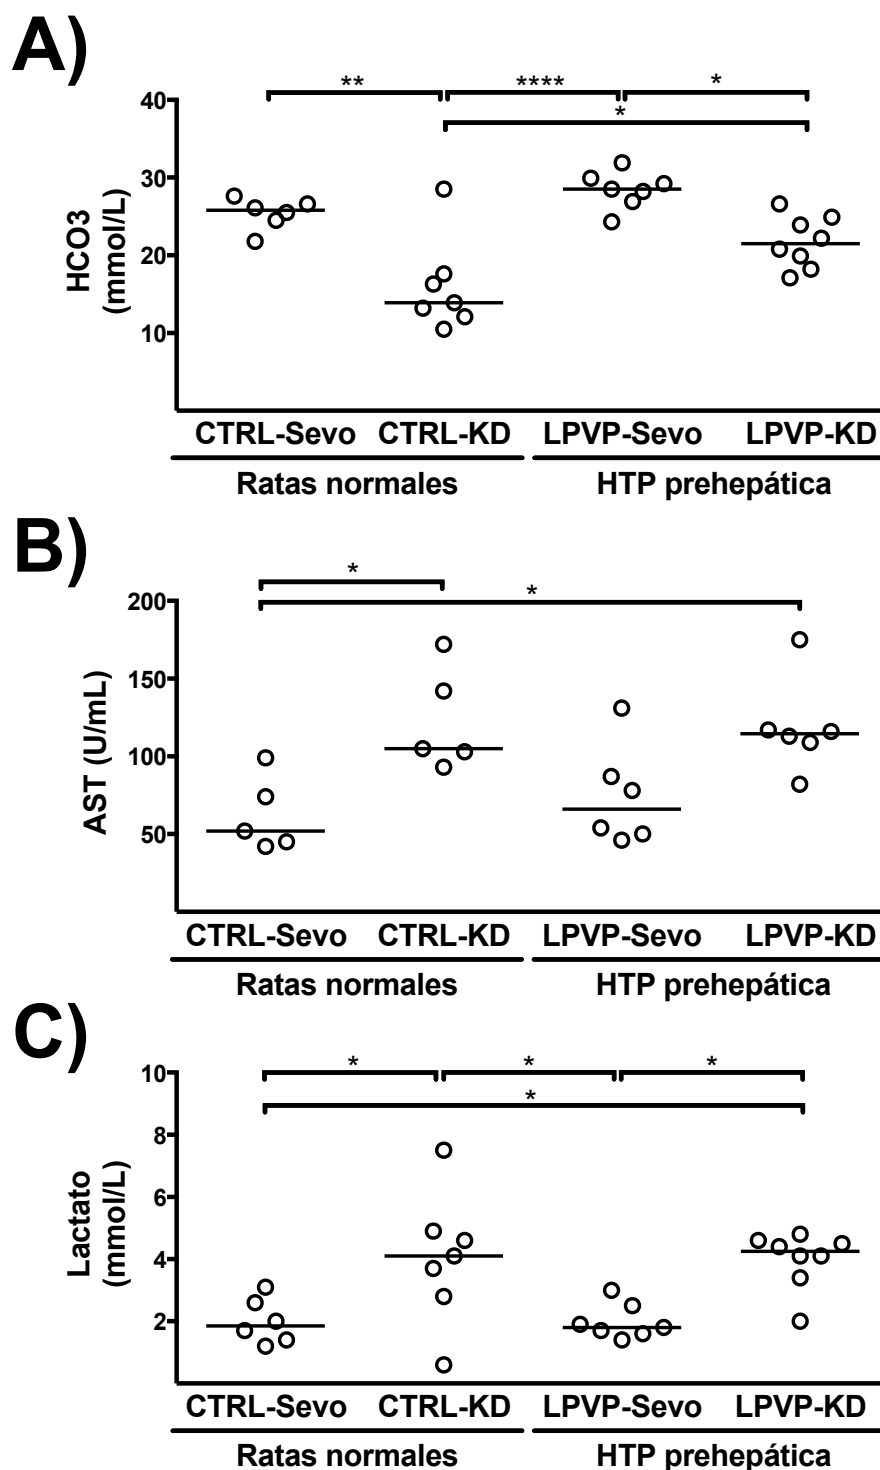 A)
** **** *
*
40
30
20
10
HCO3
(mmol/L)
CTRL-Sevo CTRL-KD LPVP-Sevo LPVP-KD
Ratas normales HTP prehepática
B)
*
*
200
150
100
50
AST (U/mL)
CTRL-Sevo CTRL-KD LPVP-Sevo LPVP-KD
Ratas normales HTP prehepática
C)
* * *
*
10
8
6
4
2
Lactato
(mmol/L)
CTRL-Sevo CTRL-KD LPVP-Sevo LPVP-KD
Ratas normales HTP prehepática